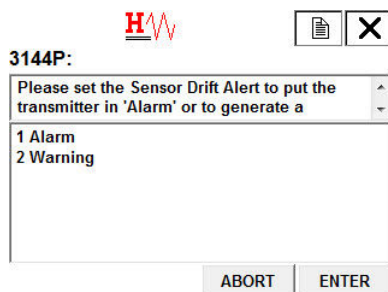 H
3144P:
Please set the Sensor Drift Alert to put the
transmitter in 'Alarm' or to generate a
1 Alarm
2 Warning
ABORT ENTER